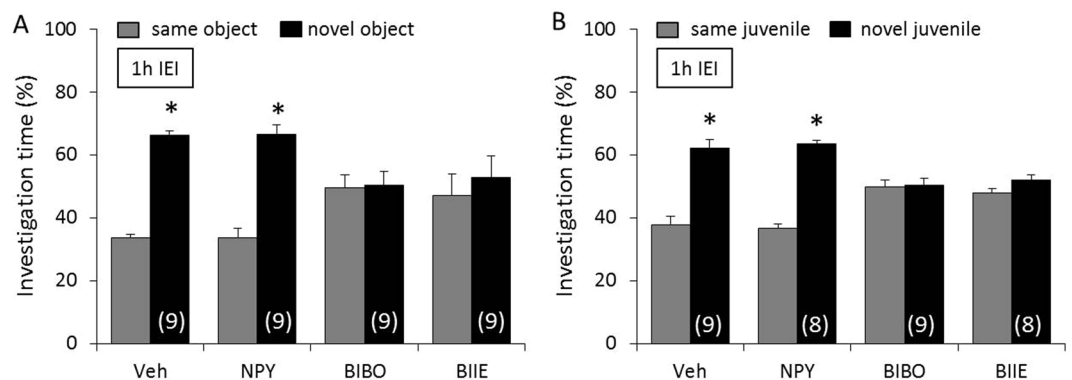 A
same object
novel object
1h IEI
Investigation time (%)
100
80
60
40
20
0
*
*
(9)
(9)
(9)
(9)
Veh
NPY
BIBO
BIIE
B
same juvenile
novel juvenile
1h IEI
Investigation time (%)
100
80
60
40
20
0
*
*
(9)
(8)
(9)
(8)
Veh
NPY
BIBO
BIIE